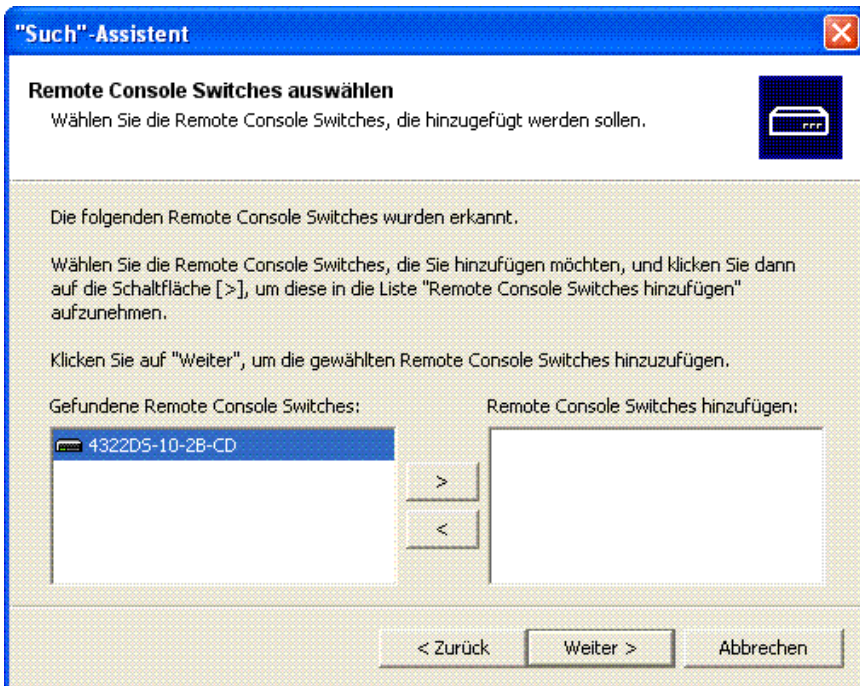 "Such"-Assistent
Remote Console Switches auswählen
Wählen Sie die Remote Console Switches, die hinzugefügt werden sollen.
Die folgenden Remote Console Switches wurden erkannt.
Wählen Sie die Remote Console Switches, die Sie hinzufügen möchten, und klicken Sie dann
auf die Schaltfläche [>], um diese in die Liste "Remote Console Switches hinzufügen"
aufzunehmen.
Klicken Sie auf "Weiter", um die gewählten Remote Console Switches hinzuzufügen.
Gefundene Remote Console Switches:
Remote Console Switches hinzufügen:
4322DS-10-2B-CD
>
<
< Zurück
Weiter >
Abbrechen